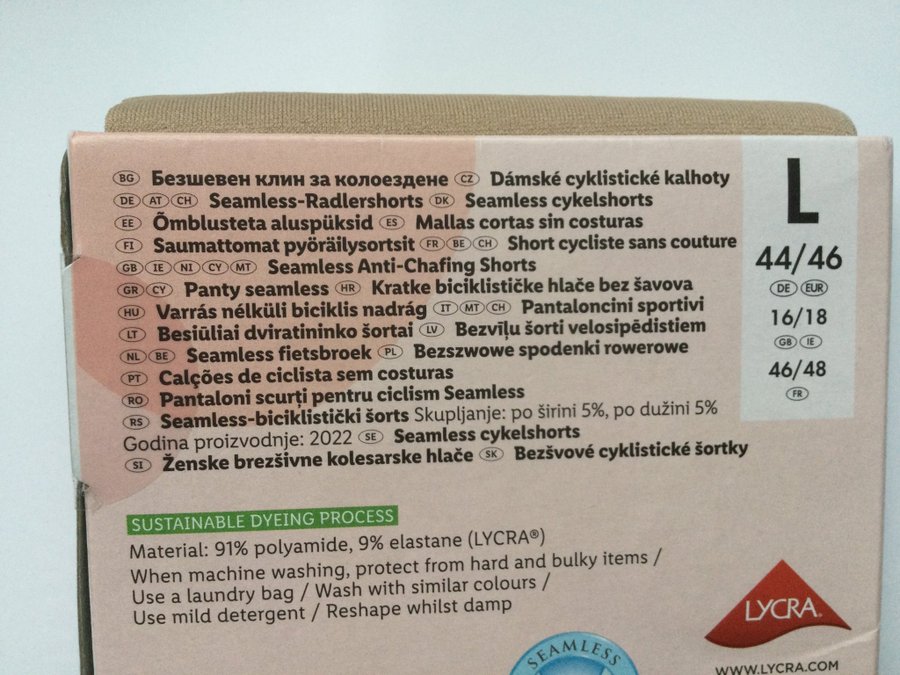 BG Безшевен клин за колоездене CZ Dámské cyklistické kalhoty
DE AT CH Seamless-Radlershorts DK Seamless cykelshorts
EE Õmblusteta aluspüksid ES Mallas cortas sin costuras
FI Saumattomat pyöräilysortsit FR BE CH Short cycliste sans couture
GB IE NI CY MT Seamless Anti-Chafing Shorts
GR CY Panty seamless HR Kratke biciklističke hlače bez šavova
HU Varrás nélküli biciklis nadrág IT MT CH Pantaloncini sportivi
LT Besiūliai dviratininko šortai LV Bezvīļu šorti velosipēdistiem
NL BE Seamless fietsbroek PL Bezszwowe spodenki rowerowe
PT Calções de ciclista sem costuras
RO Pantaloni scurți pentru ciclism Seamless
RS Seamless-biciklistički šorts Skupljanje: po širini 5%, po dužini 5%
Godina proizvodnje: 2022 SE Seamless cykelshorts
SI Ženske brezšivne kolesarske hlače SK Bezšvové cyklistické šortky
L
44/46
DE EUR
16/18
GB IE
46/48
FR
SUSTAINABLE DYEING PROCESS
Material: 91% polyamide, 9% elastane (LYCRA®)
When machine washing, protect from hard and bulky items /
Use a laundry bag / Wash with similar colours /
Use mild detergent / Reshape whilst damp
SEAMLESS
LYCRA®
WWW.LYCRA.COM